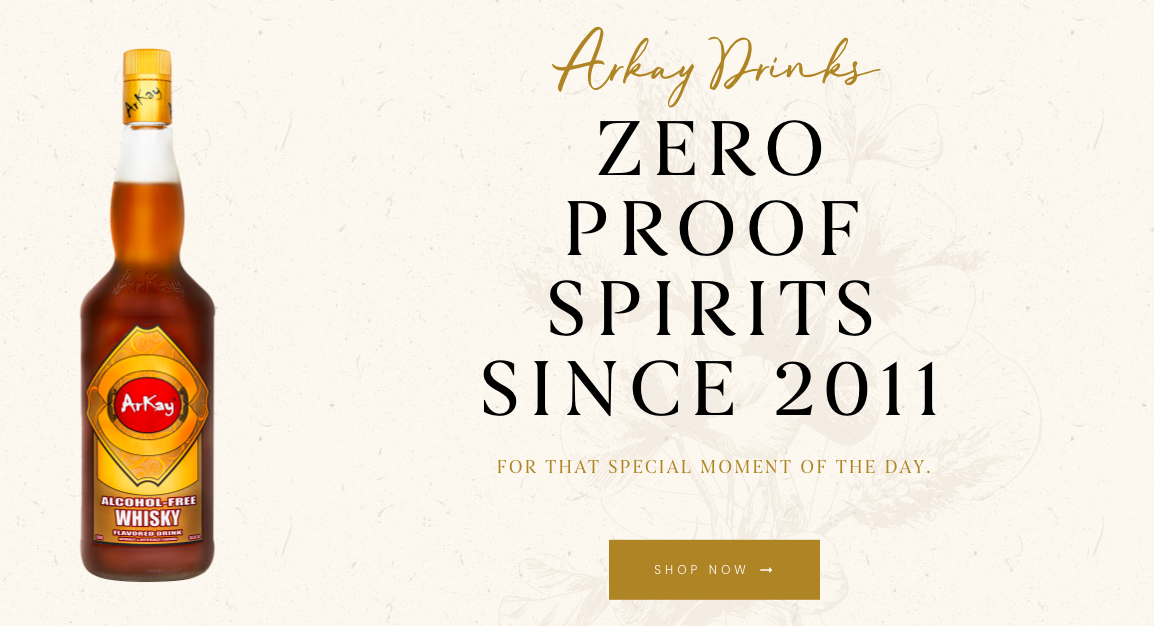 Arkay Drinks
ZERO
PROOF
SPIRITS
SINCE 2011
FOR THAT SPECIAL MOMENT OF THE DAY.
SHOP NOW →
ArKay
ArKay
ArKay
ALCOHOL-FREE
WHISKY
FLAVORED DRINK